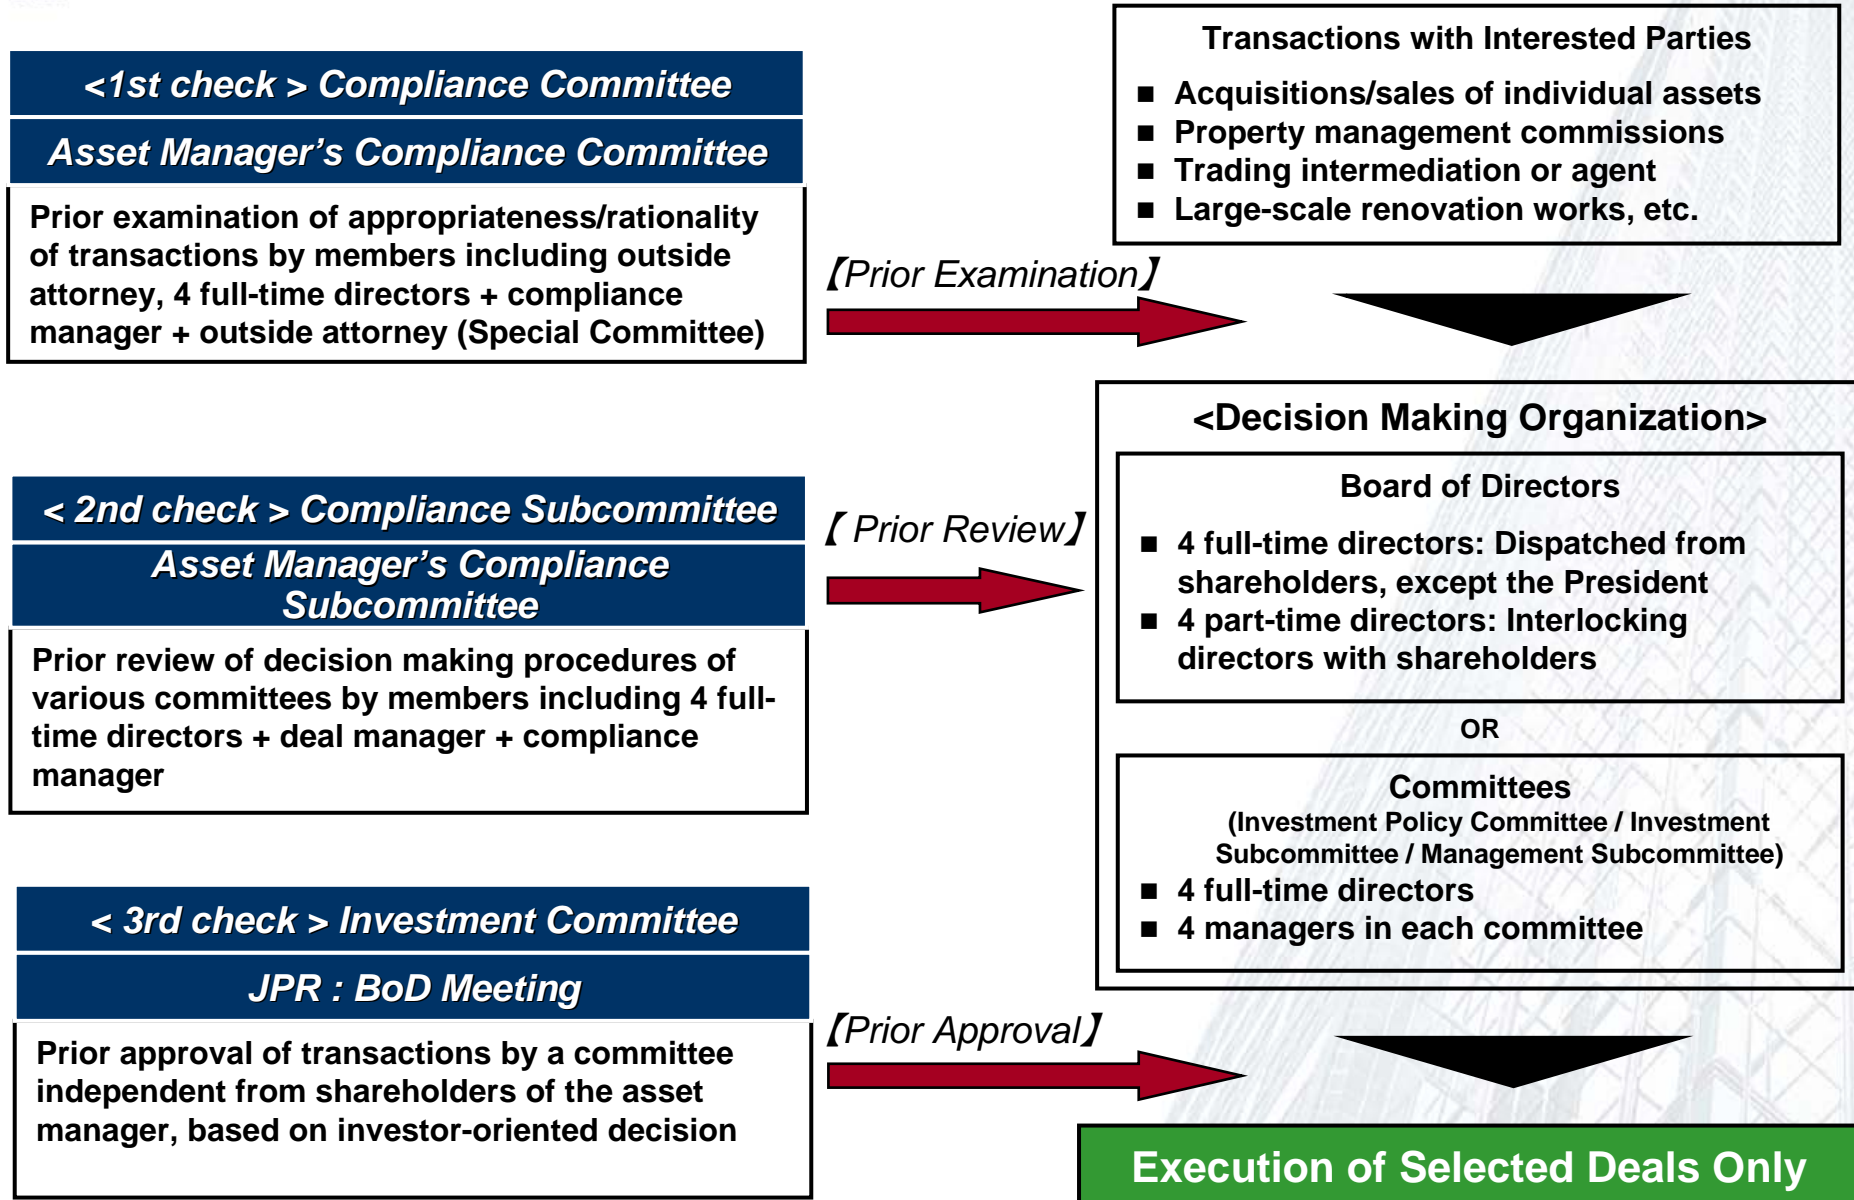 <1st check > Compliance Committee
Asset Manager’s Compliance Committee
Prior examination of appropriateness/rationality
of transactions by members including outside
attorney, 4 full-time directors + compliance
manager + outside attorney (Special Committee)
【Prior Examination】
Transactions with Interested Parties
■ Acquisitions/sales of individual assets
■ Property management commissions
■ Trading intermediation or agent
■ Large-scale renovation works, etc.
< 2nd check > Compliance Subcommittee
Asset Manager’s Compliance
Subcommittee
Prior review of decision making procedures of
various committees by members including 4 full-
time directors + deal manager + compliance
manager
【 Prior Review】
<Decision Making Organization>
Board of Directors
■ 4 full-time directors: Dispatched from
shareholders, except the President
■ 4 part-time directors: Interlocking
directors with shareholders
OR
Committees
(Investment Policy Committee / Investment
Subcommittee / Management Subcommittee)
■ 4 full-time directors
■ 4 managers in each committee
< 3rd check > Investment Committee
JPR : BoD Meeting
Prior approval of transactions by a committee
independent from shareholders of the asset
manager, based on investor-oriented decision
【Prior Approval】
Execution of Selected Deals Only